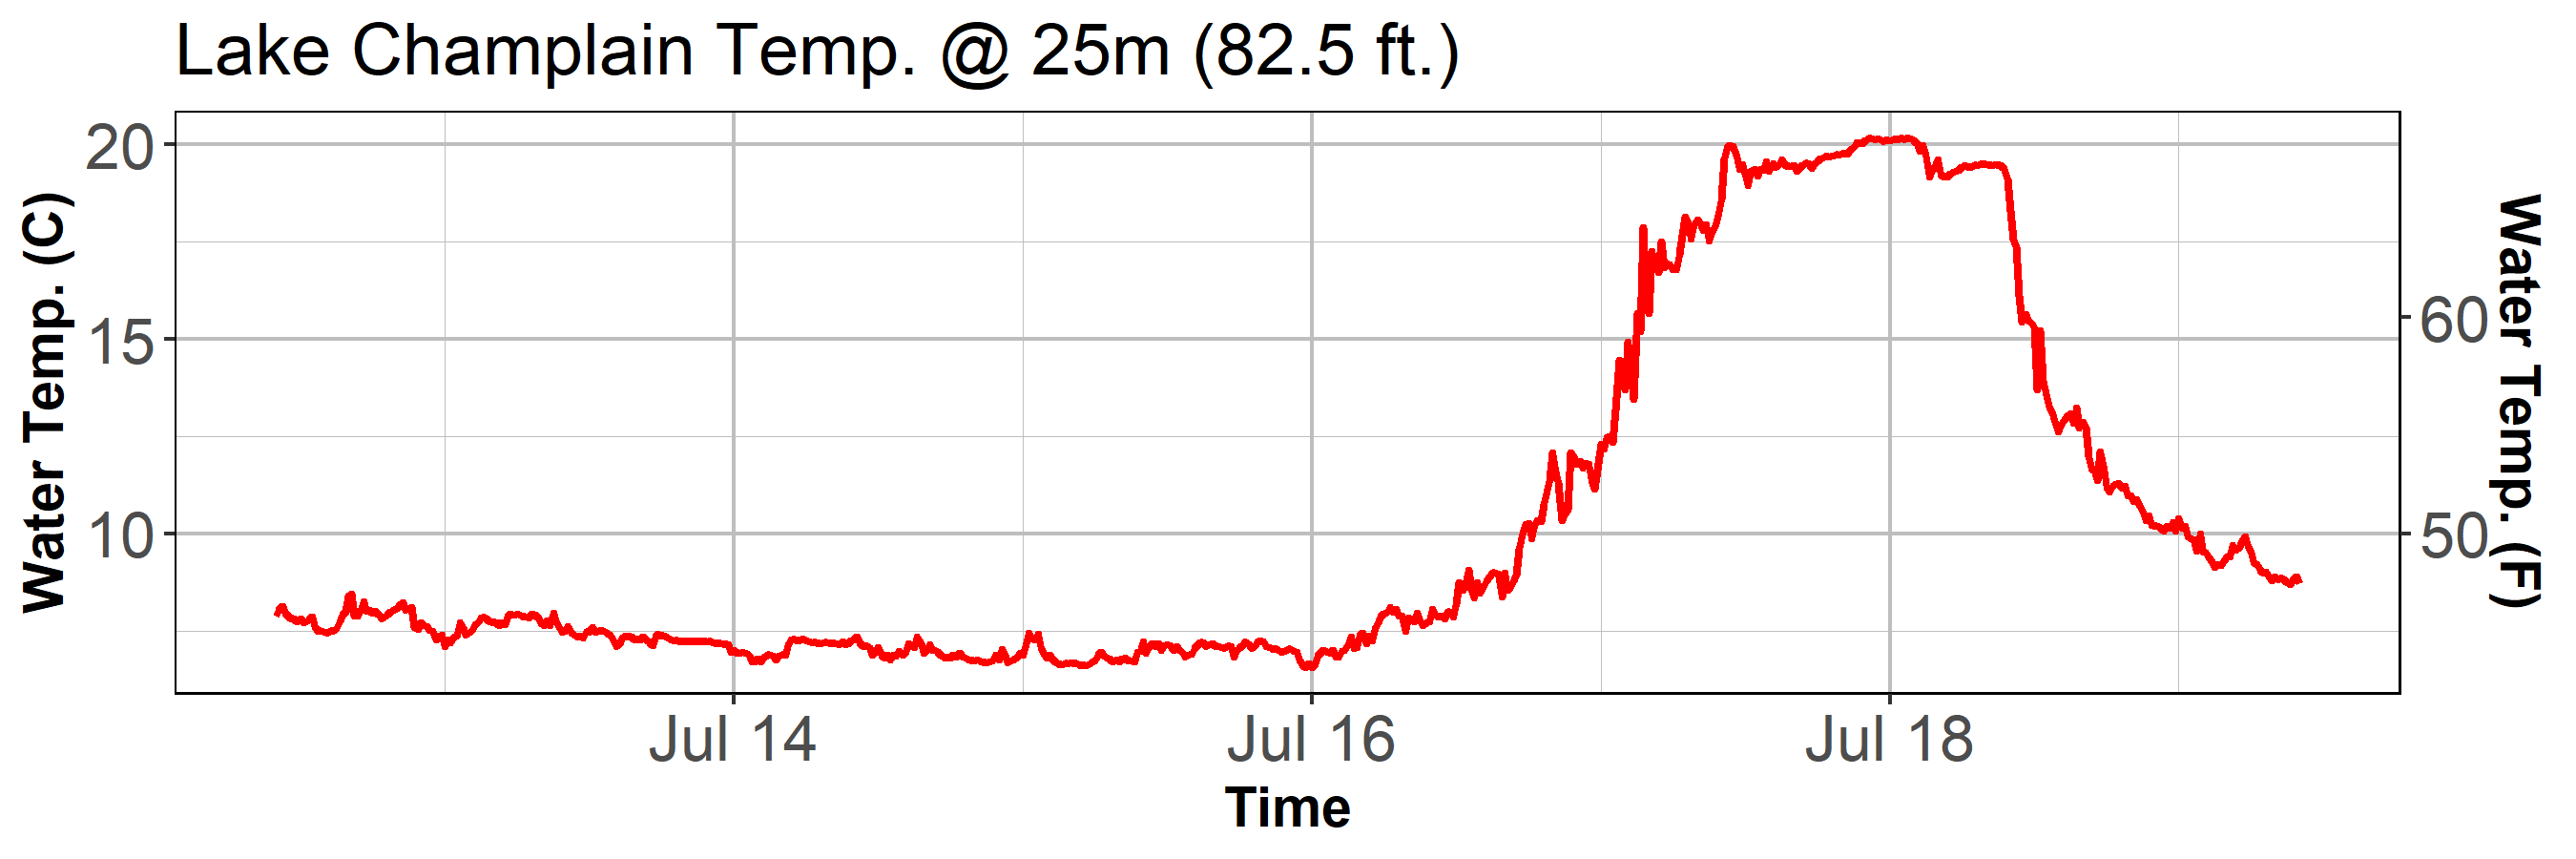 Lake Champlain Temp. @ 25m (82.5 ft.)
Water Temp. (C)
20
15
10
60
50
Water Temp. (F)
Jul 14
Jul 16
Jul 18
Time